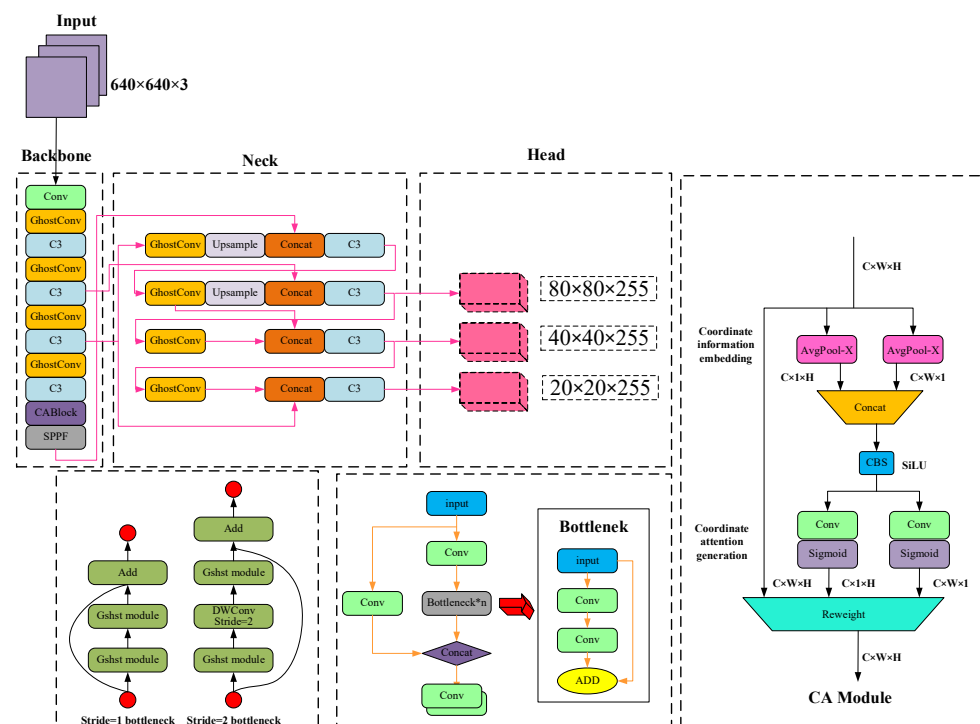 Input
640×640×3
Backbone
Neck
Head
Conv
GhostConv
C3
GhostConv
C3
GhostConv
C3
GhostConv
C3
CABlock
SPPF
GhostConv Upsample Concat C3
GhostConv Upsample Concat C3
GhostConv Concat C3
GhostConv Concat C3
80×80×255
40×40×255
20×20×255
C×W×H
Coordinate
information
embedding
AvgPool-X AvgPool-X
C×1×H C×W×1
Concat
CBS SiLU
Coordinate
attention
generation
Conv Conv
Sigmoid Sigmoid
C×W×H C×1×H C×W×1
Reweight
C×W×H
CA Module
Add
Gshst module
Gshst module
Stride=1 bottleneck
Add
Gshst module
DWConv
Stride=2
Gshst module
Stride=2 bottleneck
input
Conv
Conv
Bottleneck*n
Concat
Conv
Bottlenek
input
Conv
Conv
ADD